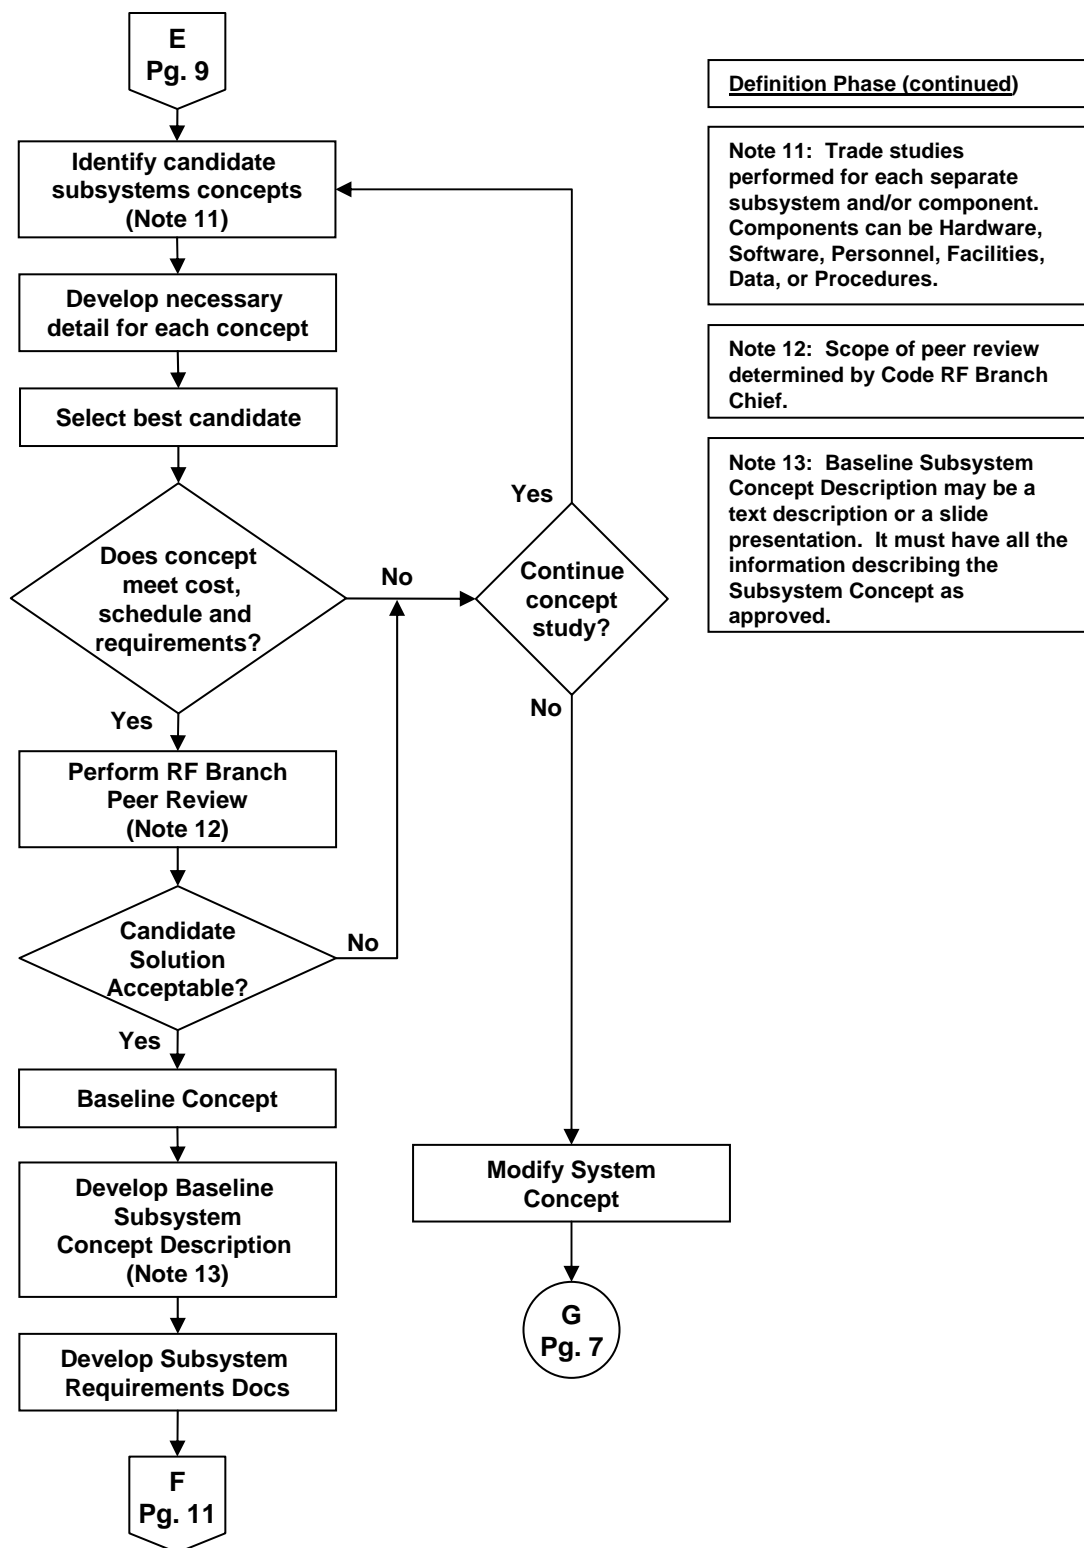 E
Pg. 9
Identify candidate
subsystems concepts
(Note 11)
Develop necessary
detail for each concept
Select best candidate
Does concept
meet cost,
schedule and
requirements?
No
Yes
Perform RF Branch
Peer Review
(Note 12)
Candidate
Solution
Acceptable?
No
Yes
Baseline Concept
Develop Baseline
Subsystem
Concept Description
(Note 13)
Develop Subsystem
Requirements Docs
F
Pg. 11
Yes
Continue
concept
study?
No
Modify System
Concept
G
Pg. 7
Definition Phase (continued)
Note 11:  Trade studies
performed for each separate
subsystem and/or component.
Components can be Hardware,
Software, Personnel, Facilities,
Data, or Procedures.
Note 12:  Scope of peer review
determined by Code RF Branch
Chief.
Note 13:  Baseline Subsystem
Concept Description may be a
text description or a slide
presentation.  It must have all the
information describing the
Subsystem Concept as
approved.